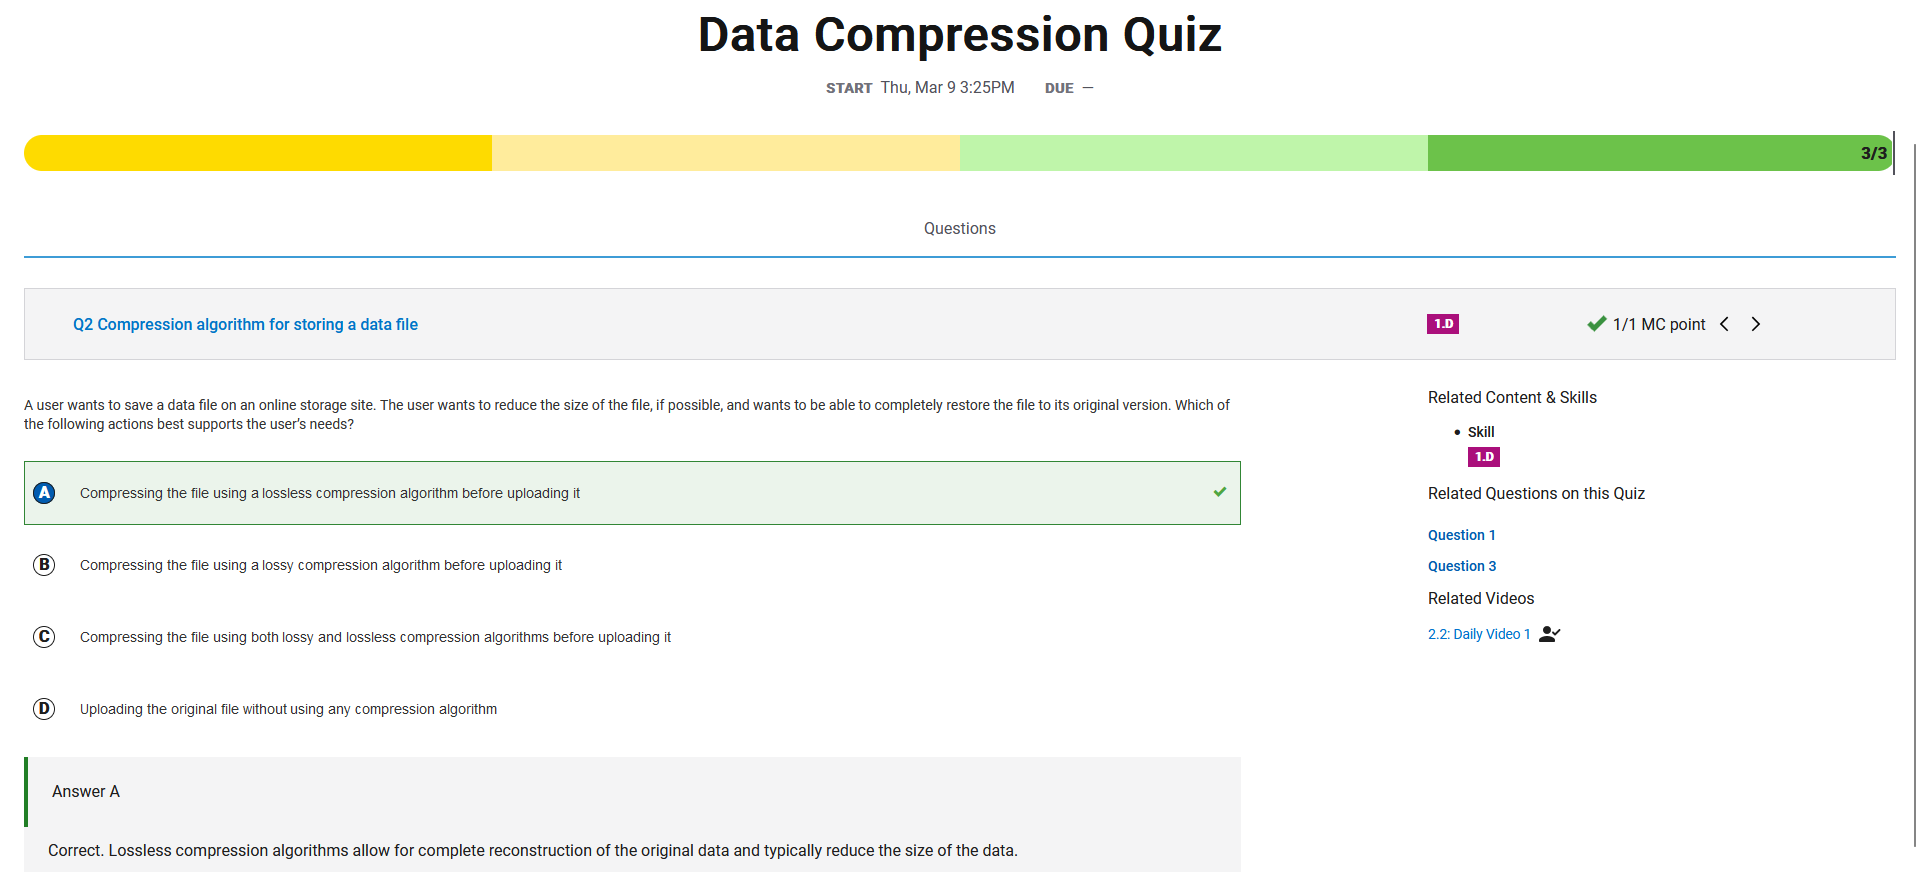 Data Compression Quiz
START Thu, Mar 9 3:25PM DUE —
3/3
Questions
Q2 Compression algorithm for storing a data file
1.D
1/1 MC point
A user wants to save a data file on an online storage site. The user wants to reduce the size of the file, if possible, and wants to be able to completely restore the file to its original version. Which of
the following actions best supports the user’s needs?
A Compressing the file using a lossless compression algorithm before uploading it
B Compressing the file using a lossy compression algorithm before uploading it
C Compressing the file using both lossy and lossless compression algorithms before uploading it
D Uploading the original file without using any compression algorithm
Answer A
Correct. Lossless compression algorithms allow for complete reconstruction of the original data and typically reduce the size of the data.
Related Content & Skills
• Skill
1.D
Related Questions on this Quiz
Question 1
Question 3
Related Videos
2.2: Daily Video 1